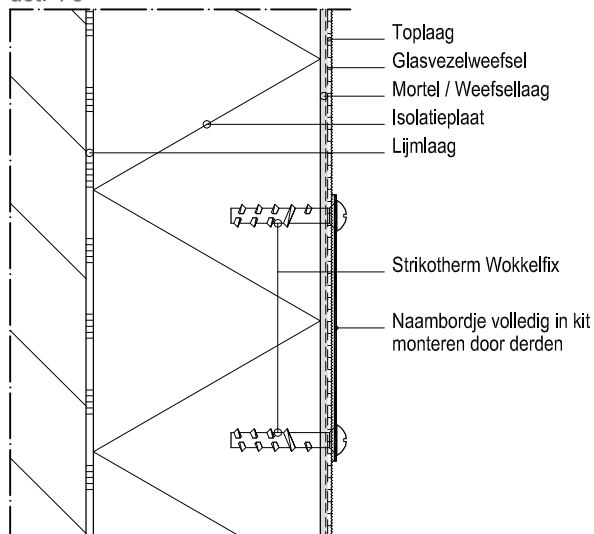 Toplaag
Glasvezelweefsel
Mortel / Weefsellaag
Isolatieplaat
Lijmlaag
Strikotherm Wokkelfix
Naambordje volledig in kit
monteren door derden